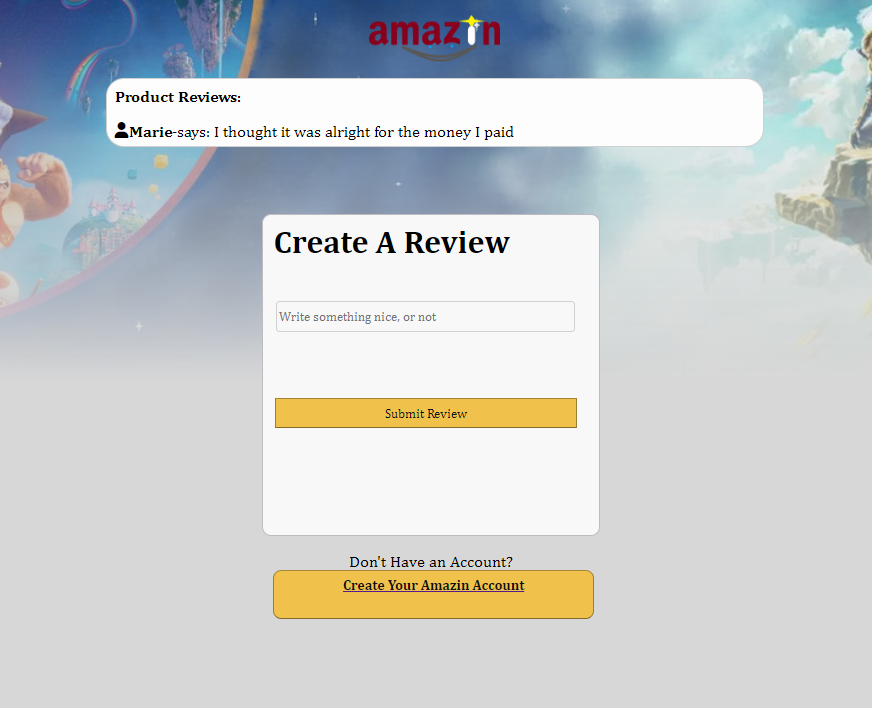 amazin
Product Reviews:
Marie-says: I thought it was alright for the money I paid
Create A Review
Write something nice, or not
Submit Review
Don't Have an Account?
Create Your Amazin Account